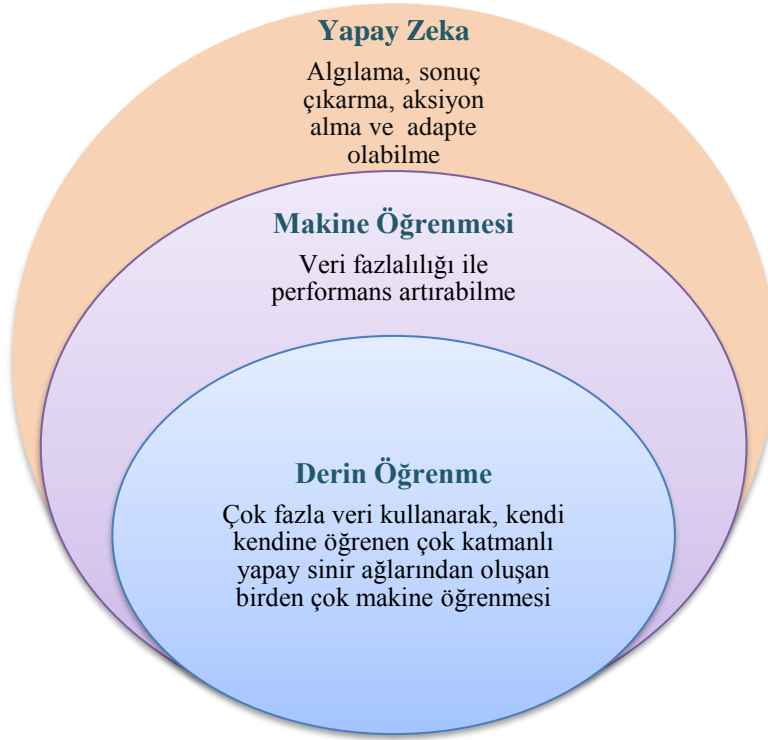 Yapay Zeka
Algılama, sonuç
çıkarma, aksiyon
alma ve adapte
olabilme
Makine Öğrenmesi
Veri fazlalılığı ile
performans artırabilme
Derin Öğrenme
Çok fazla veri kullanarak, kendi
kendine öğrenen çok katmanlı
yapay sinir ağlarından oluşan
birden çok makine öğrenmesi